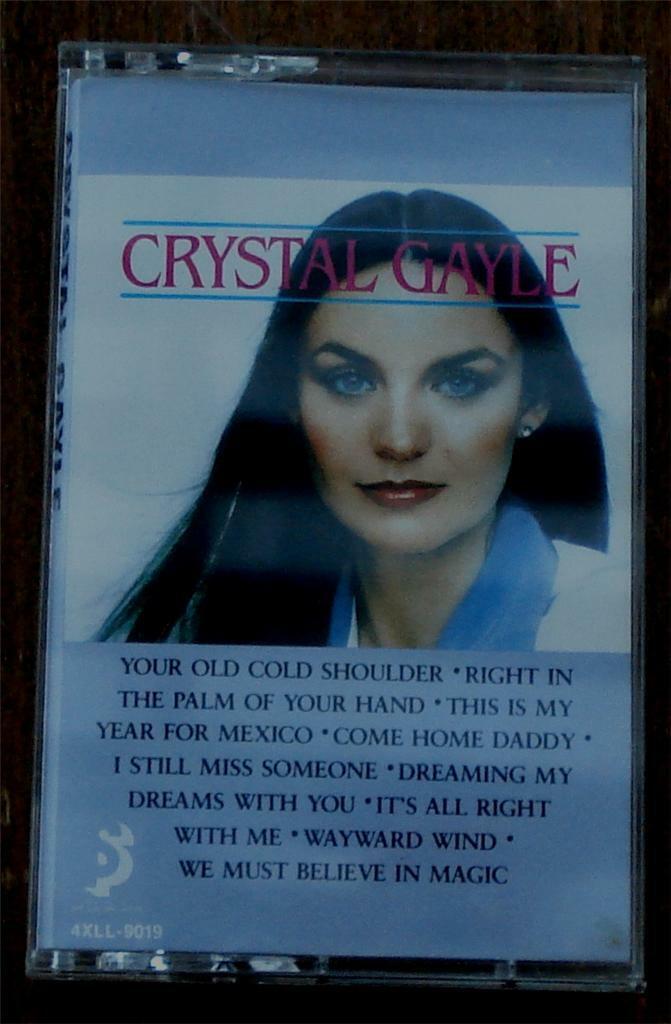 CRYSTAL GAYLE
CRYSTAL GAYLE
YOUR OLD COLD SHOULDER • RIGHT IN
THE PALM OF YOUR HAND • THIS IS MY
YEAR FOR MEXICO • COME HOME DADDY •
I STILL MISS SOMEONE • DREAMING MY
DREAMS WITH YOU • IT'S ALL RIGHT
WITH ME • WAYWARD WIND •
WE MUST BELIEVE IN MAGIC
4XLL-9019